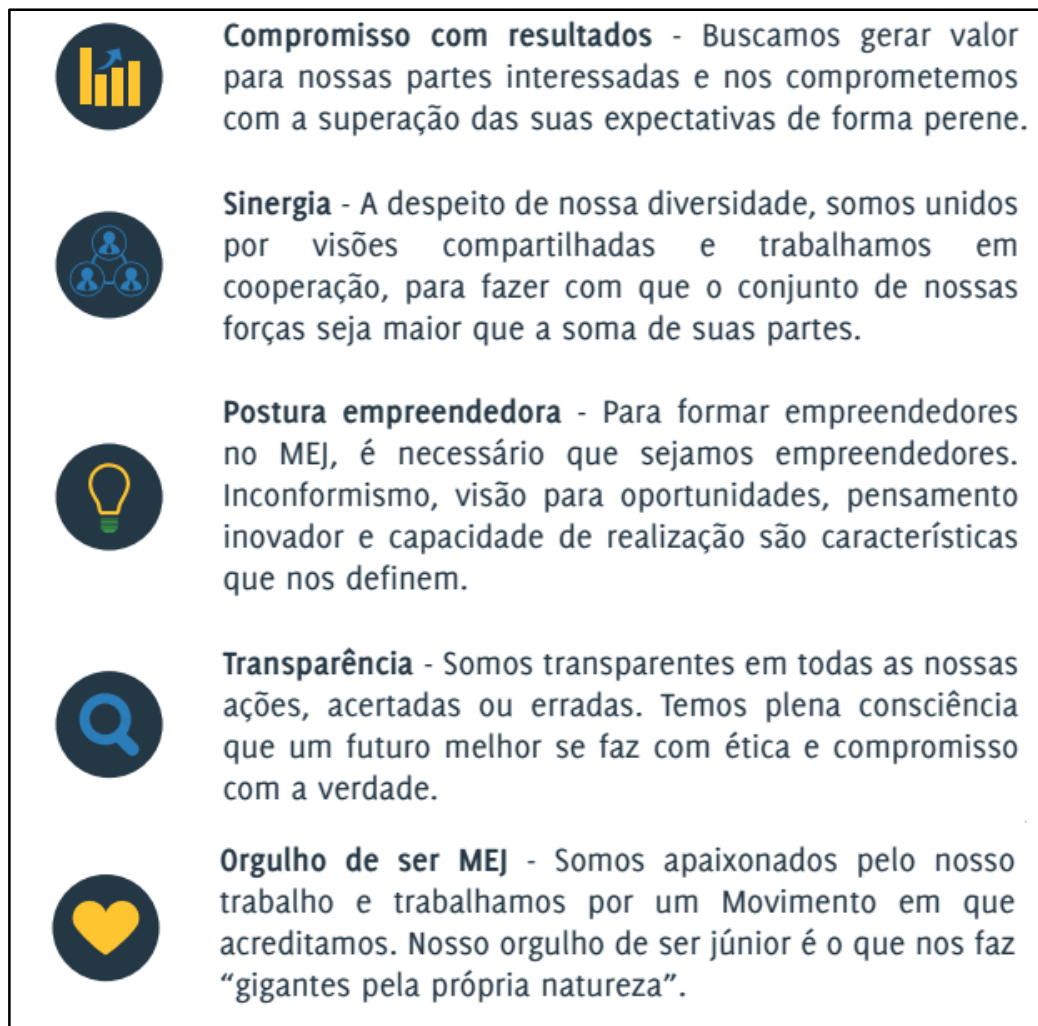 Compromisso com resultados - Buscamos gerar valor
para nossas partes interessadas e nos comprometemos
com a superação das suas expectativas de forma perene.
Sinergia - A despeito de nossa diversidade, somos unidos
por visões compartilhadas e trabalhamos em
cooperação, para fazer com que o conjunto de nossas
forças seja maior que a soma de suas partes.
Postura empreendedora - Para formar empreendedores
no MEJ, é necessário que sejamos empreendedores.
Inconformismo, visão para oportunidades, pensamento
inovador e capacidade de realização são características
que nos definem.
Transparência - Somos transparentes em todas as nossas
ações, acertadas ou erradas. Temos plena consciência
que um futuro melhor se faz com ética e compromisso
com a verdade.
Orgulho de ser MEJ - Somos apaixonados pelo nosso
trabalho e trabalhamos por um Movimento em que
acreditamos. Nosso orgulho de ser júnior é o que nos faz
“gigantes pela própria natureza”.